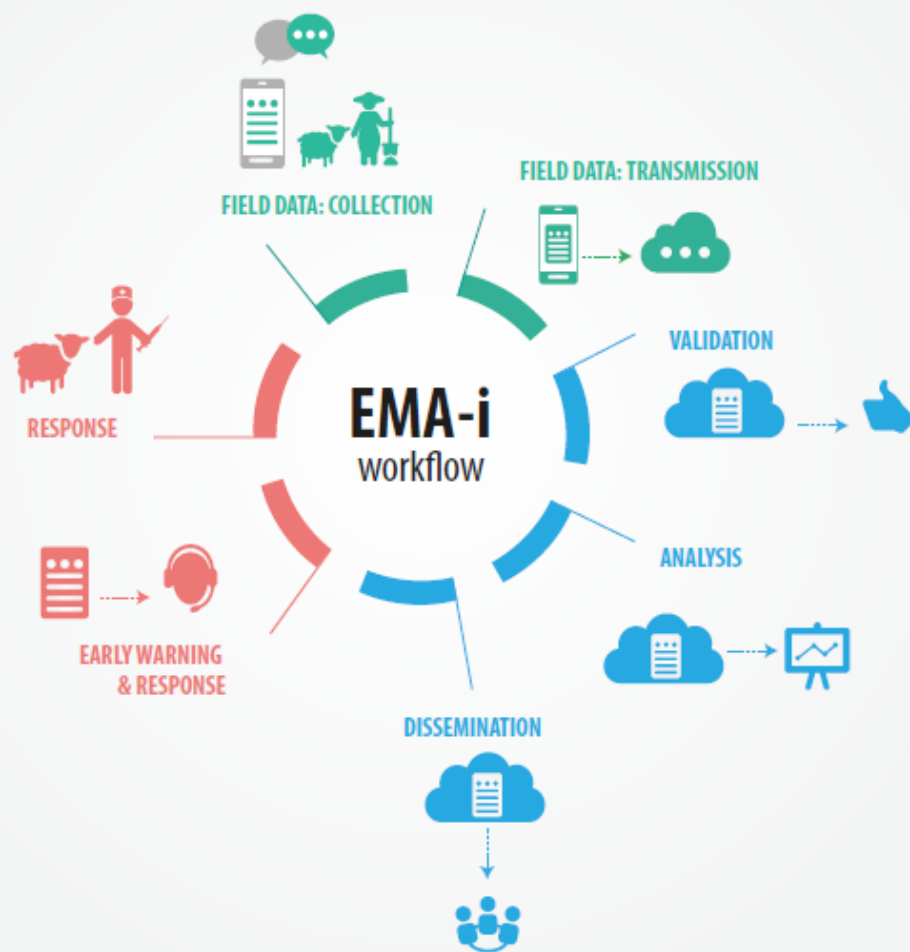 FIELD DATA: COLLECTION
FIELD DATA: TRANSMISSION
VALIDATION
ANALYSIS
DISSEMINATION
EARLY WARNING
& RESPONSE
RESPONSE
EMA-i
workflow